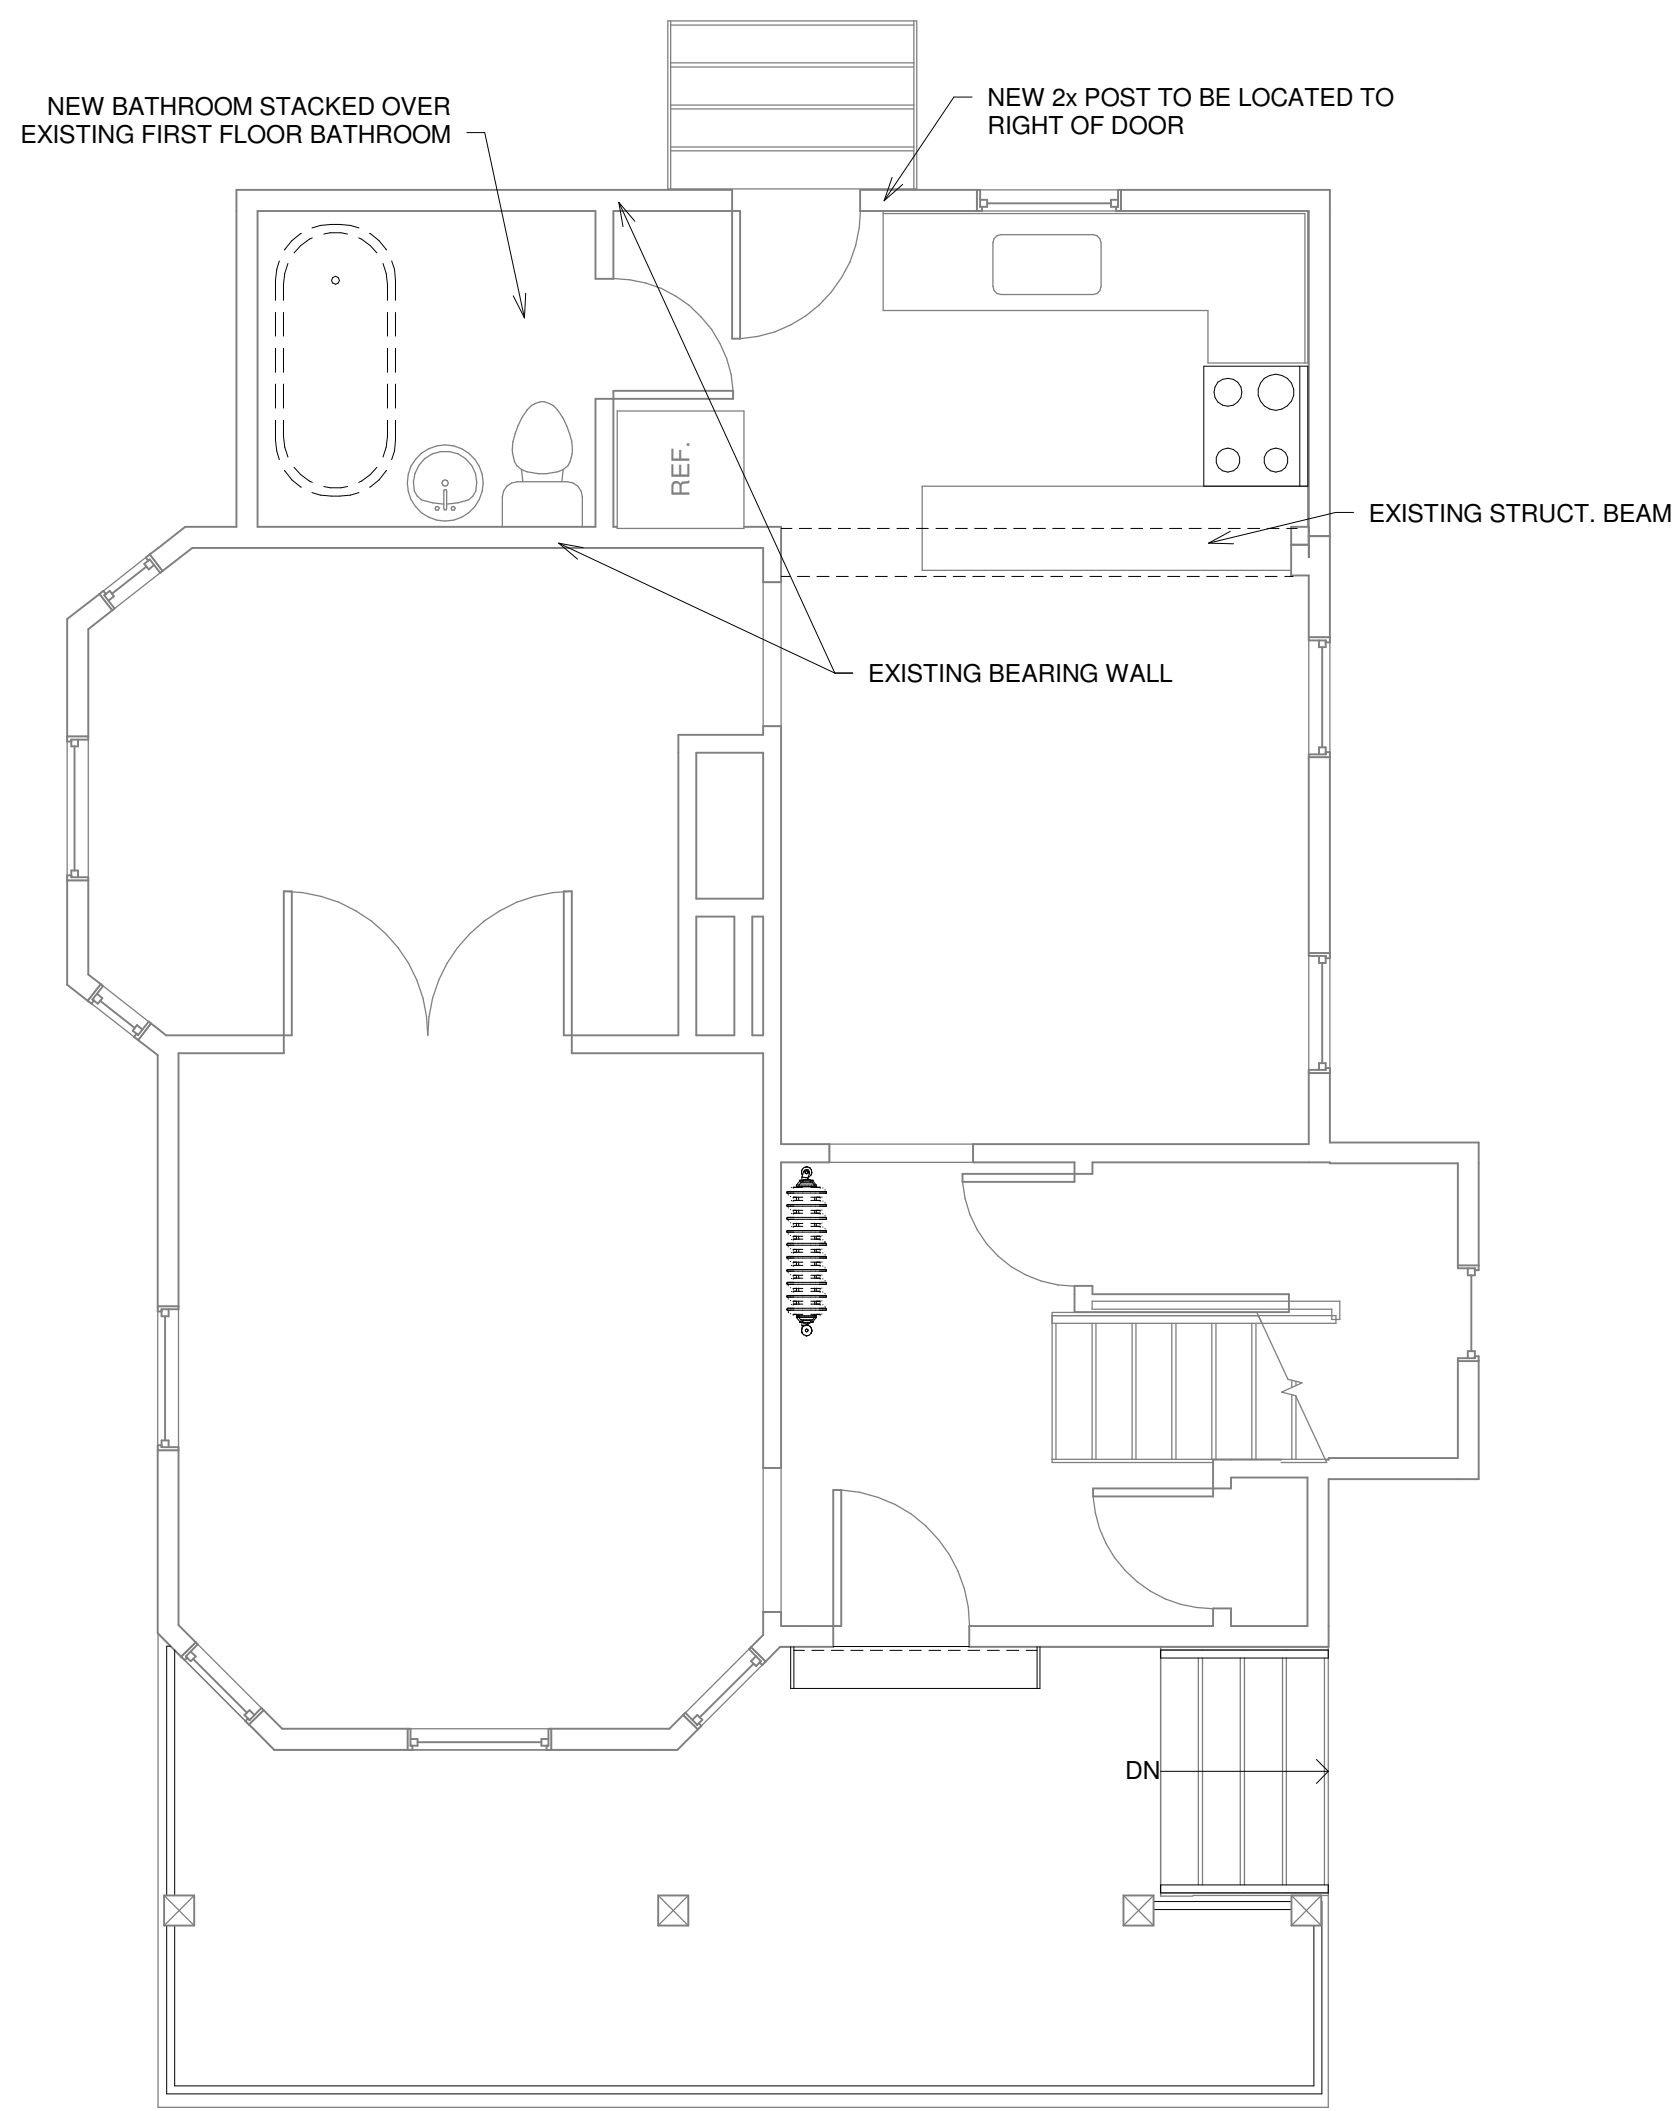 NEW BATHROOM STACKED OVER
EXISTING FIRST FLOOR BATHROOM
NEW 2x POST TO BE LOCATED TO
RIGHT OF DOOR
REF.
EXISTING STRUCT. BEAM
EXISTING BEARING WALL
DN